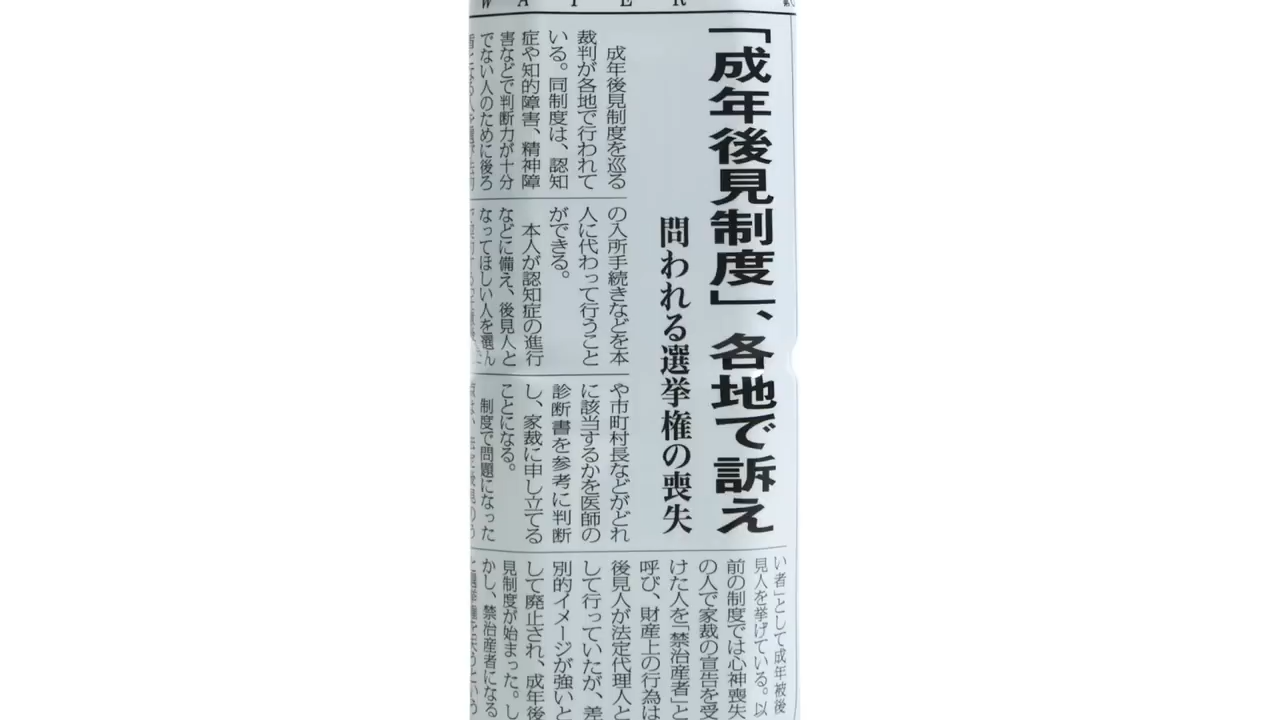 W A T E R
「成年後見制度」、各地で訴え
問われる選挙権の喪失
成年後見制度を巡る
裁判が各地で行われて
いる。同制度は、認知
症や知的障害、精神障
害などで判断力が十分
でない人のために後ろ
の入所手続きなどを本
人に代わって行うこと
ができる。
本人が認知症の進行
などに備え、後見人と
なってほしい人を選ん
や市町村長などがどれ
に該当するかを医師の
診断書を参考に判断
し、家裁に申し立てる
ことになる。
制度で問題になった
い者」として成年被後
見人を挙げている。以
前の制度では心神喪失
の人で家裁の宣告を受
けた人を「禁治産者」と
呼び、財産上の行為は
後見人が法定代理人と
して行っていたが、差
別的イメージが強いと
して廃止され、成年後
見制度が始まった。し
かし、禁治産者になる